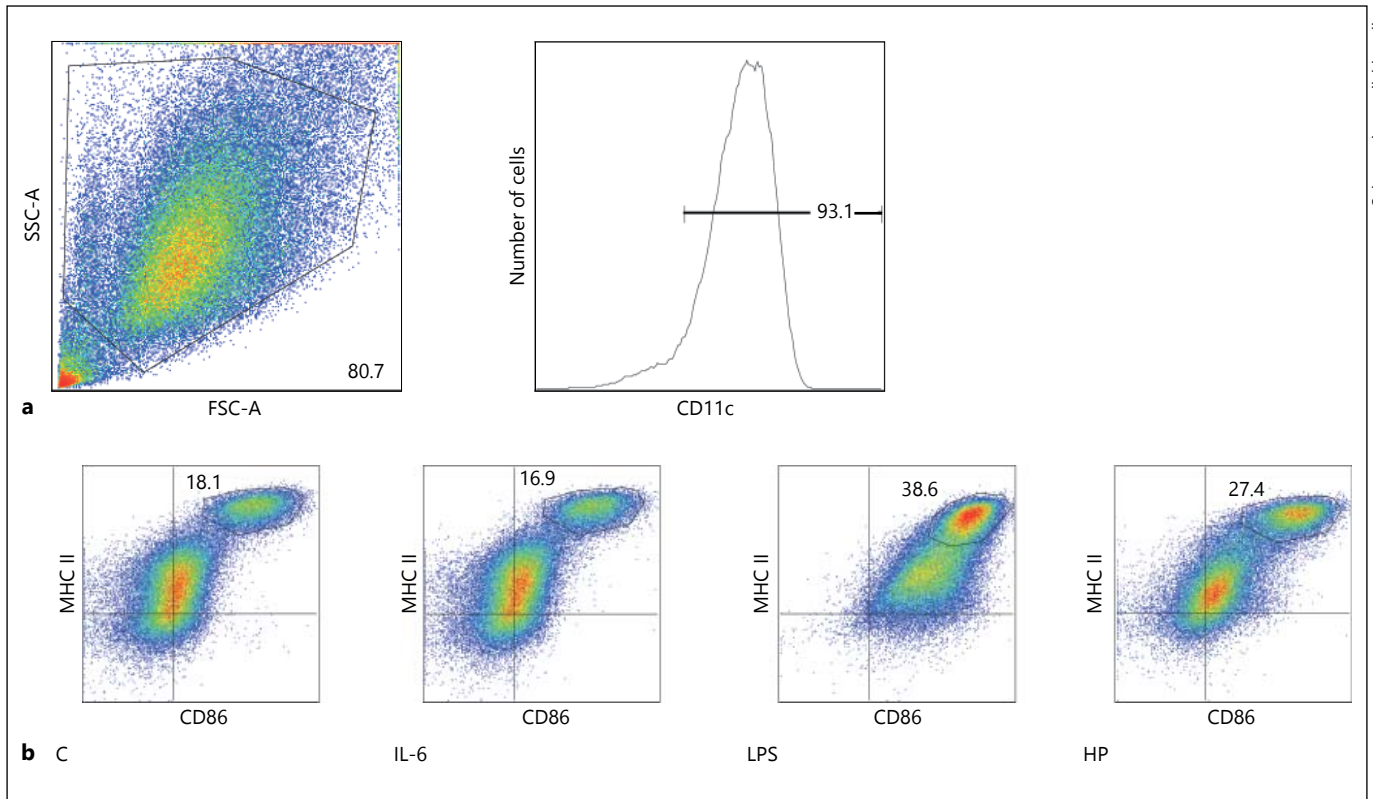 SSC-A
80.7
FSC-A
Number of cells
93.1
CD11c
a
18.1
MHC II
CD86
16.9
MHC II
CD86
38.6
MHC II
CD86
27.4
MHC II
CD86
b C IL-6 LPS HP